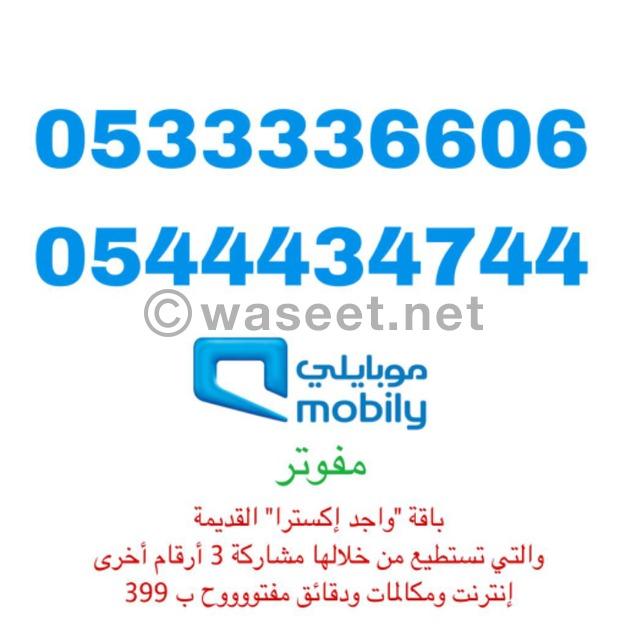 0533336606
0544434744
©waseet.net
موبايلي
mobily
مفوتر
باقة "واجد إكسترا" القديمة
والتي تستطيع من خلالها مشاركة 3 أرقام أخرى
إنترنت ومكالمات ودقائق مفتوووح ب 399